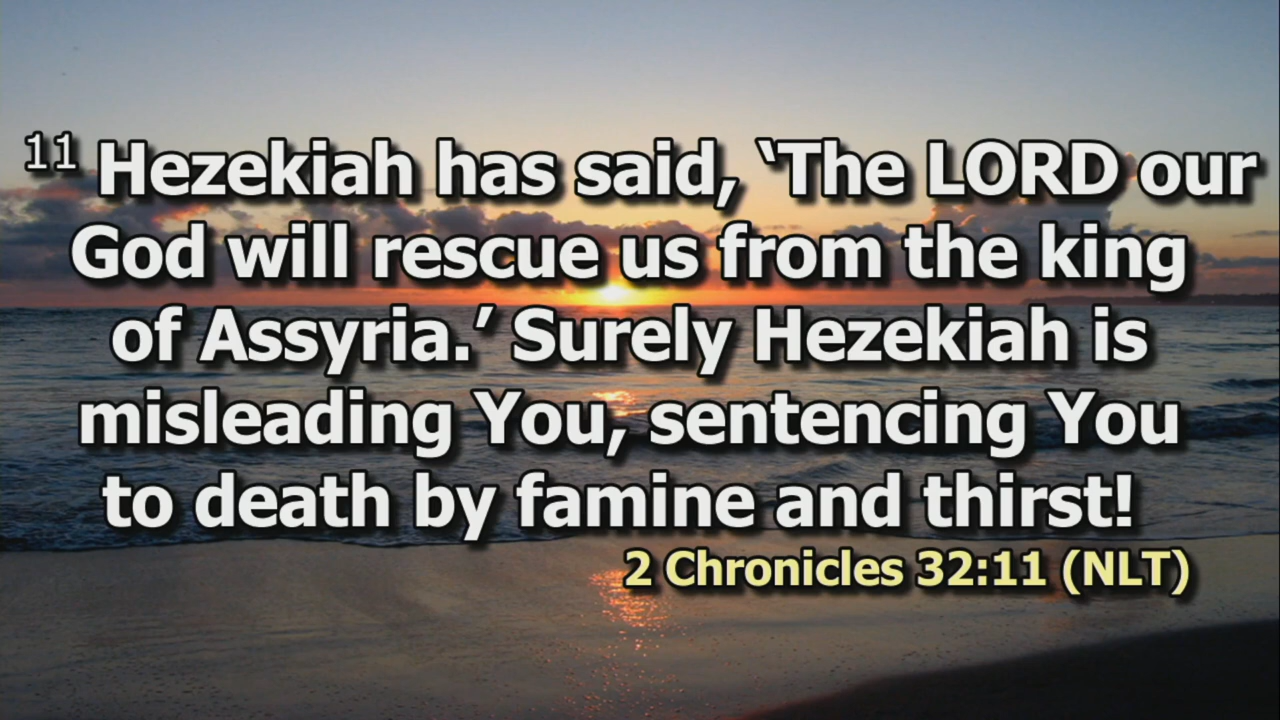 11 Hezekiah has said, ‘The LORD our
God will rescue us from the king
of Assyria.’ Surely Hezekiah is
misleading You, sentencing You
to death by famine and thirst!
2 Chronicles 32:11 (NLT)